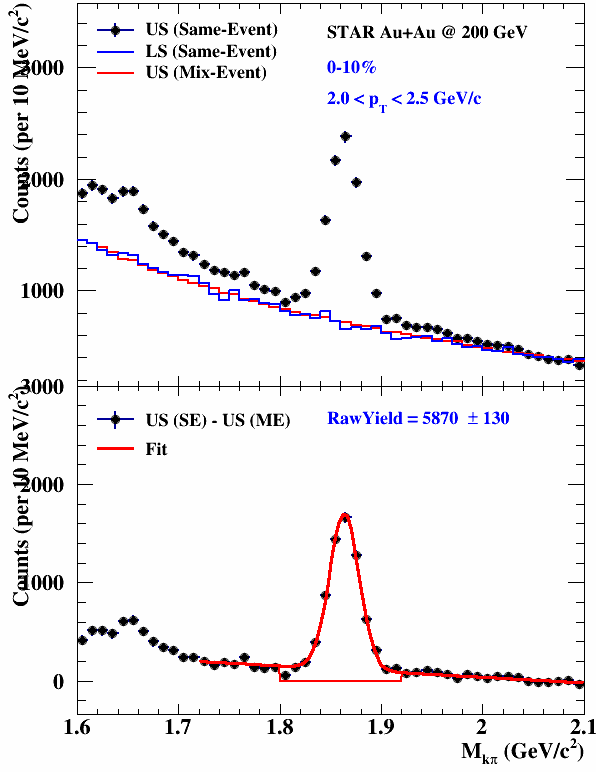 US (Same-Event)
LS (Same-Event)
US (Mix-Event)
STAR Au+Au @ 200 GeV
0-10%
2.0 < p_T < 2.5 GeV/c
Counts (per 10 MeV/c²)
3000
2000
1000
US (SE) - US (ME)
Fit
RawYield = 5870 ± 130
Counts (per 10 MeV/c²)
3000
2000
1000
0
1.6 1.7 1.8 1.9 2 2.1
M_kπ (GeV/c²)